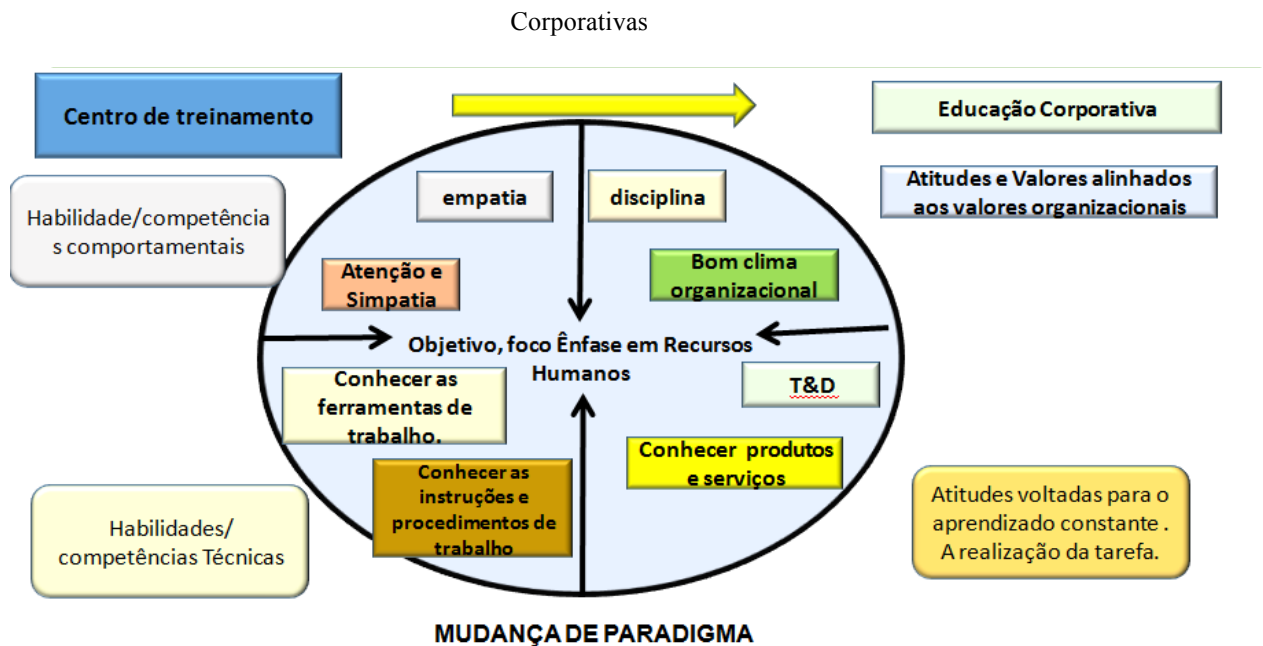 Corporativas
Centro de treinamento
Educação Corporativa
Habilidade/competência
s comportamentais
empatia
disciplina
Atitudes e Valores alinhados
aos valores organizacionais
Atenção e
Simpatia
Bom clima
organizacional
Objetivo, foco Ênfase em Recursos
Humanos
Conhecer as
ferramentas de
trabalho.
T&D
Conhecer as
instruções e
procedimentos de
trabalho
Conhecer produtos
e serviços
Habilidades/
competências Técnicas
Atitudes voltadas para o
aprendizado constante .
A realização da tarefa.
MUDANÇA DE PARADIGMA